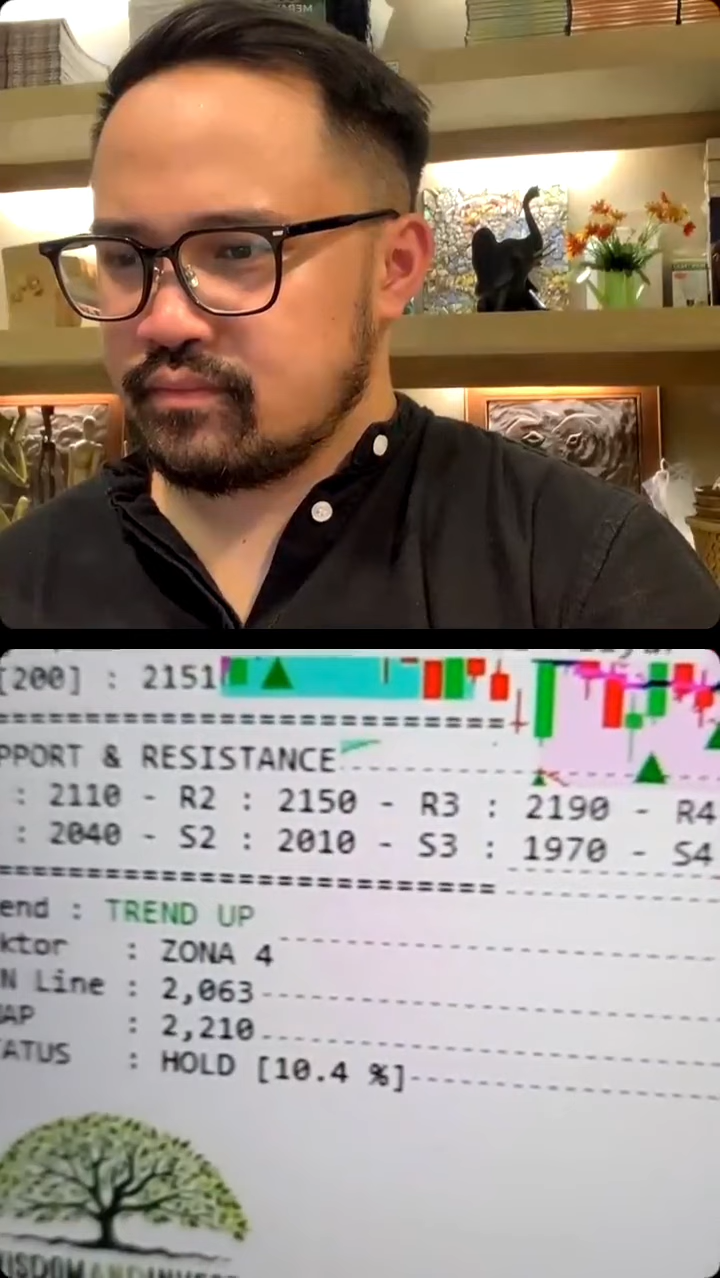 [200] : 2151
PPORT & RESISTANCE
: 2110 - R2 : 2150 - R3 : 2190 - R4
: 2040 - S2 : 2010 - S3 : 1970 - S4
end : TREND UP
ktor : ZONA 4
N Line : 2,063
AP : 2,210
ATUS : HOLD [10.4 %]